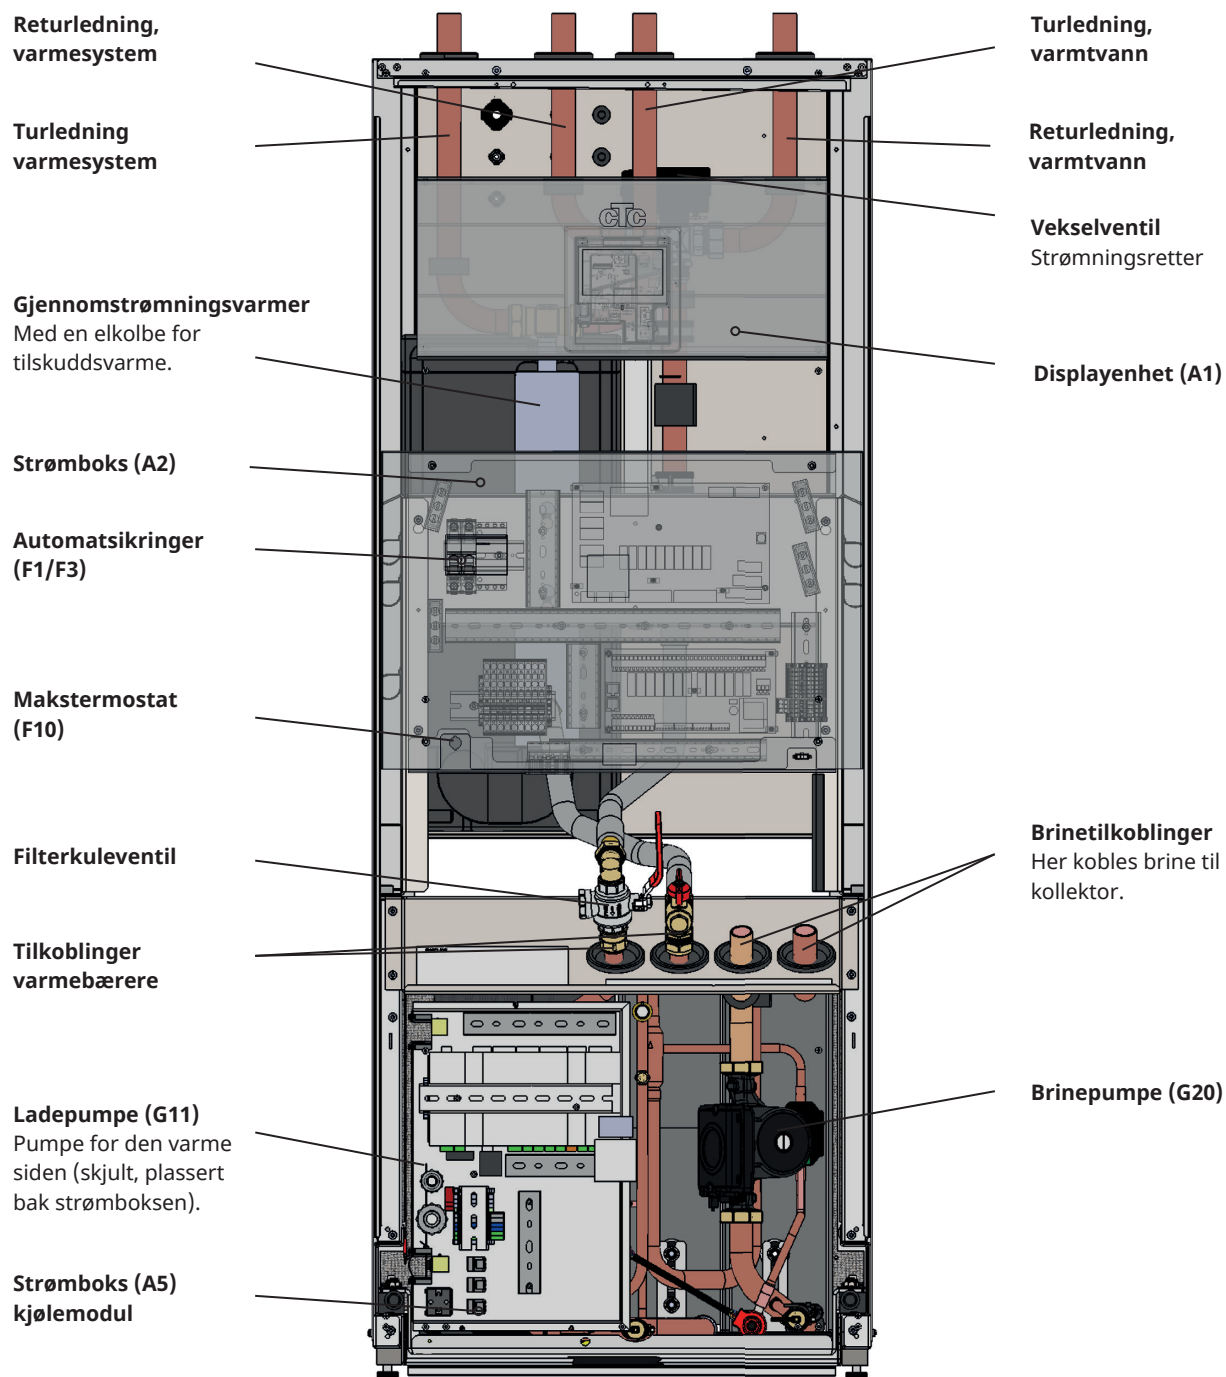 Returledning,
varmesystem
Turledning
varmesystem
Gjennomstrømningsvarmer
Med en elkolbe for
tilskuddsvarme.
Strømboks (A2)
Automatsikringer
(F1/F3)
Makstermostat
(F10)
Filterkuleventil
Tilkoblinger
varmebærere
Ladepumpe (G11)
Pumpe for den varme
siden (skjult, plassert
bak strømboksen).
Strømboks (A5)
kjølemodul
CTC
Turledning,
varmtvann
Returledning,
varmtvann
Vekselventil
Strømningsretter
Displayenhet (A1)
Brinetilkoblinger
Her kobles brine til
kollektor.
Brinepumpe (G20)